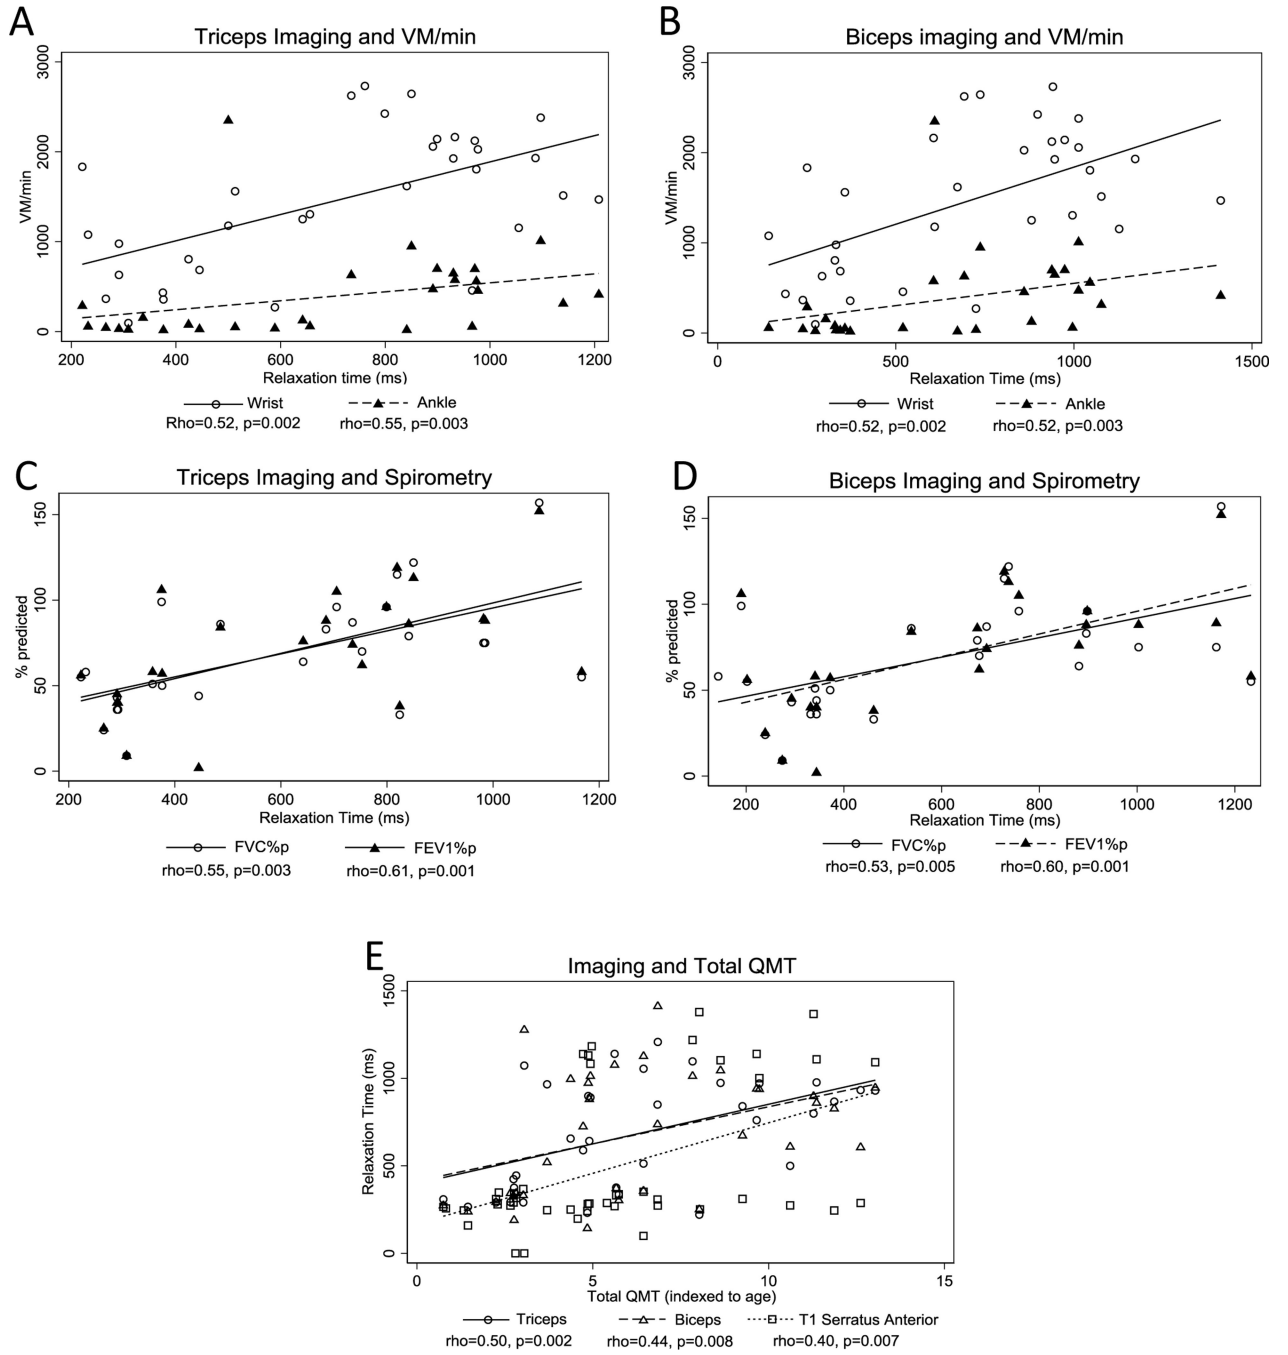 A
Triceps Imaging and VM/min
VM/min
3000
2000
1000
0
200 400 600 800 1000 1200
Relaxation time (ms)
Wrist Ankle
Rho=0.52, p=0.002 rho=0.55, p=0.003
B
Biceps imaging and VM/min
VM/min
3000
2000
1000
0
0 500 1000 1500
Relaxation Time (ms)
Wrist Ankle
rho=0.52, p=0.002 rho=0.52, p=0.003
C
Triceps Imaging and Spirometry
% predicted
150
100
50
0
200 400 600 800 1000 1200
Relaxation Time (ms)
FVC%p FEV1%p
rho=0.55, p=0.003 rho=0.61, p=0.001
D
Biceps Imaging and Spirometry
% predicted
150
100
50
0
200 400 600 800 1000 1200
Relaxation Time (ms)
FVC%p FEV1%p
rho=0.53, p=0.005 rho=0.60, p=0.001
E
Imaging and Total QMT
Relaxation Time (ms)
1500
1000
500
0
0 5 10 15
Total QMT (indexed to age)
Triceps Biceps T1 Serratus Anterior
rho=0.50, p=0.002 rho=0.44, p=0.008 rho=0.40, p=0.007